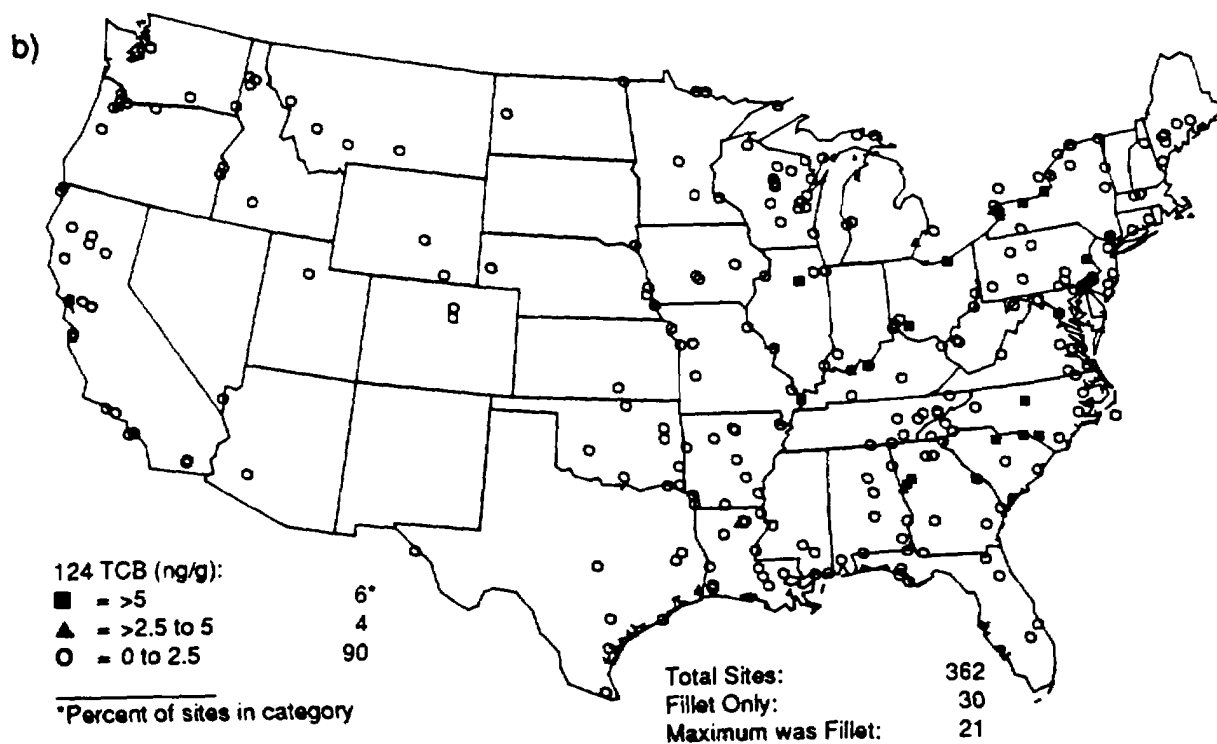 b)
124 TCB (ng/g):
■ = >5 6*
▲ = >2.5 to 5 4
O = 0 to 2.5 90
*Percent of sites in category
Total Sites: 362
Fillet Only: 30
Maximum was Fillet: 21